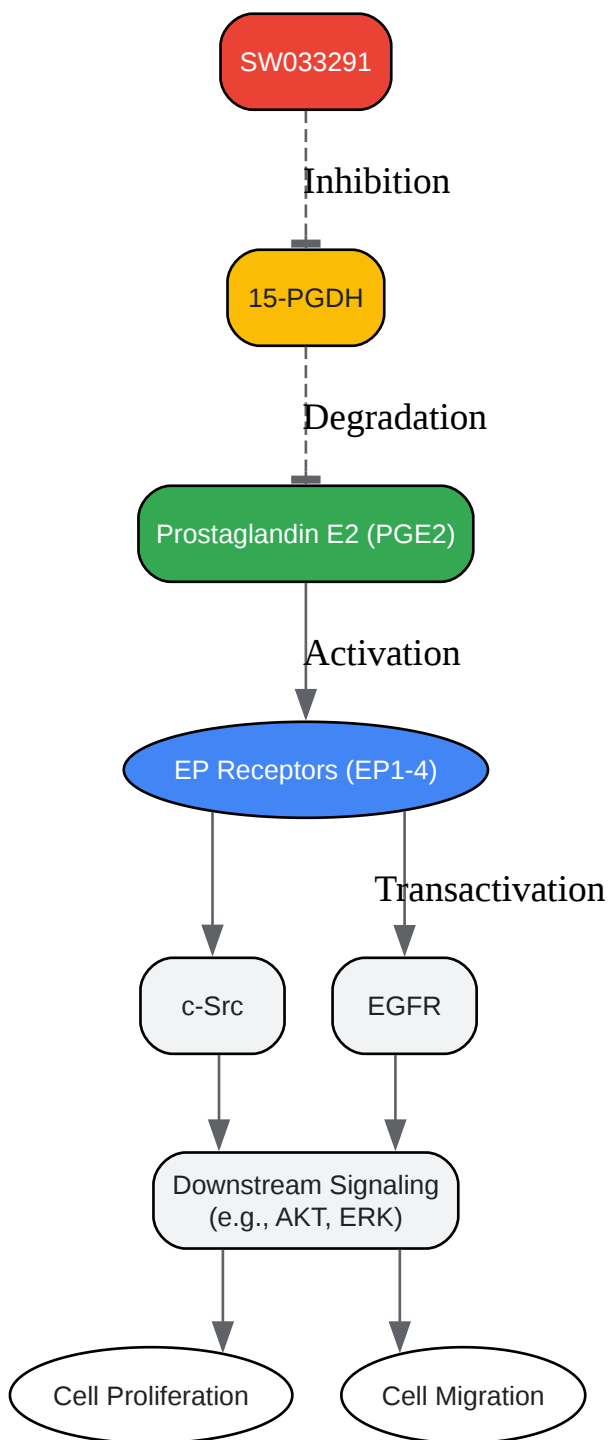 SW033291
Inhibition
15-PGDH
Degradation
Prostaglandin E2 (PGE2)
Activation
EP Receptors (EP1-4)
Transactivation
c-Src
EGFR
Downstream Signaling
(e.g., AKT, ERK)
Cell Proliferation
Cell Migration